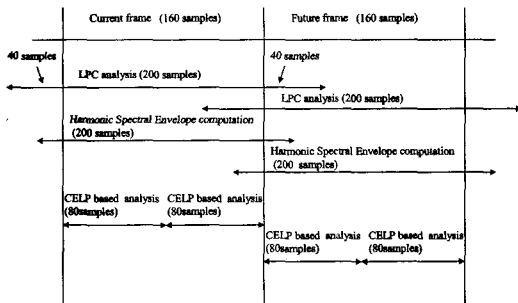 Current frame (160 samples)
Future frame (160 samples)
40 samples
40 samples
LPC analysis (200 samples)
LPC analysis (200 samples)
Harmonic Spectral Envelope computation
(200 samples)
Harmonic Spectral Envelope computation
(200 samples)
CELP based analysis
(80samples)
CELP based analysis
(80samples)
CELP based analysis
(80samples)
CELP based analysis
(80samples)